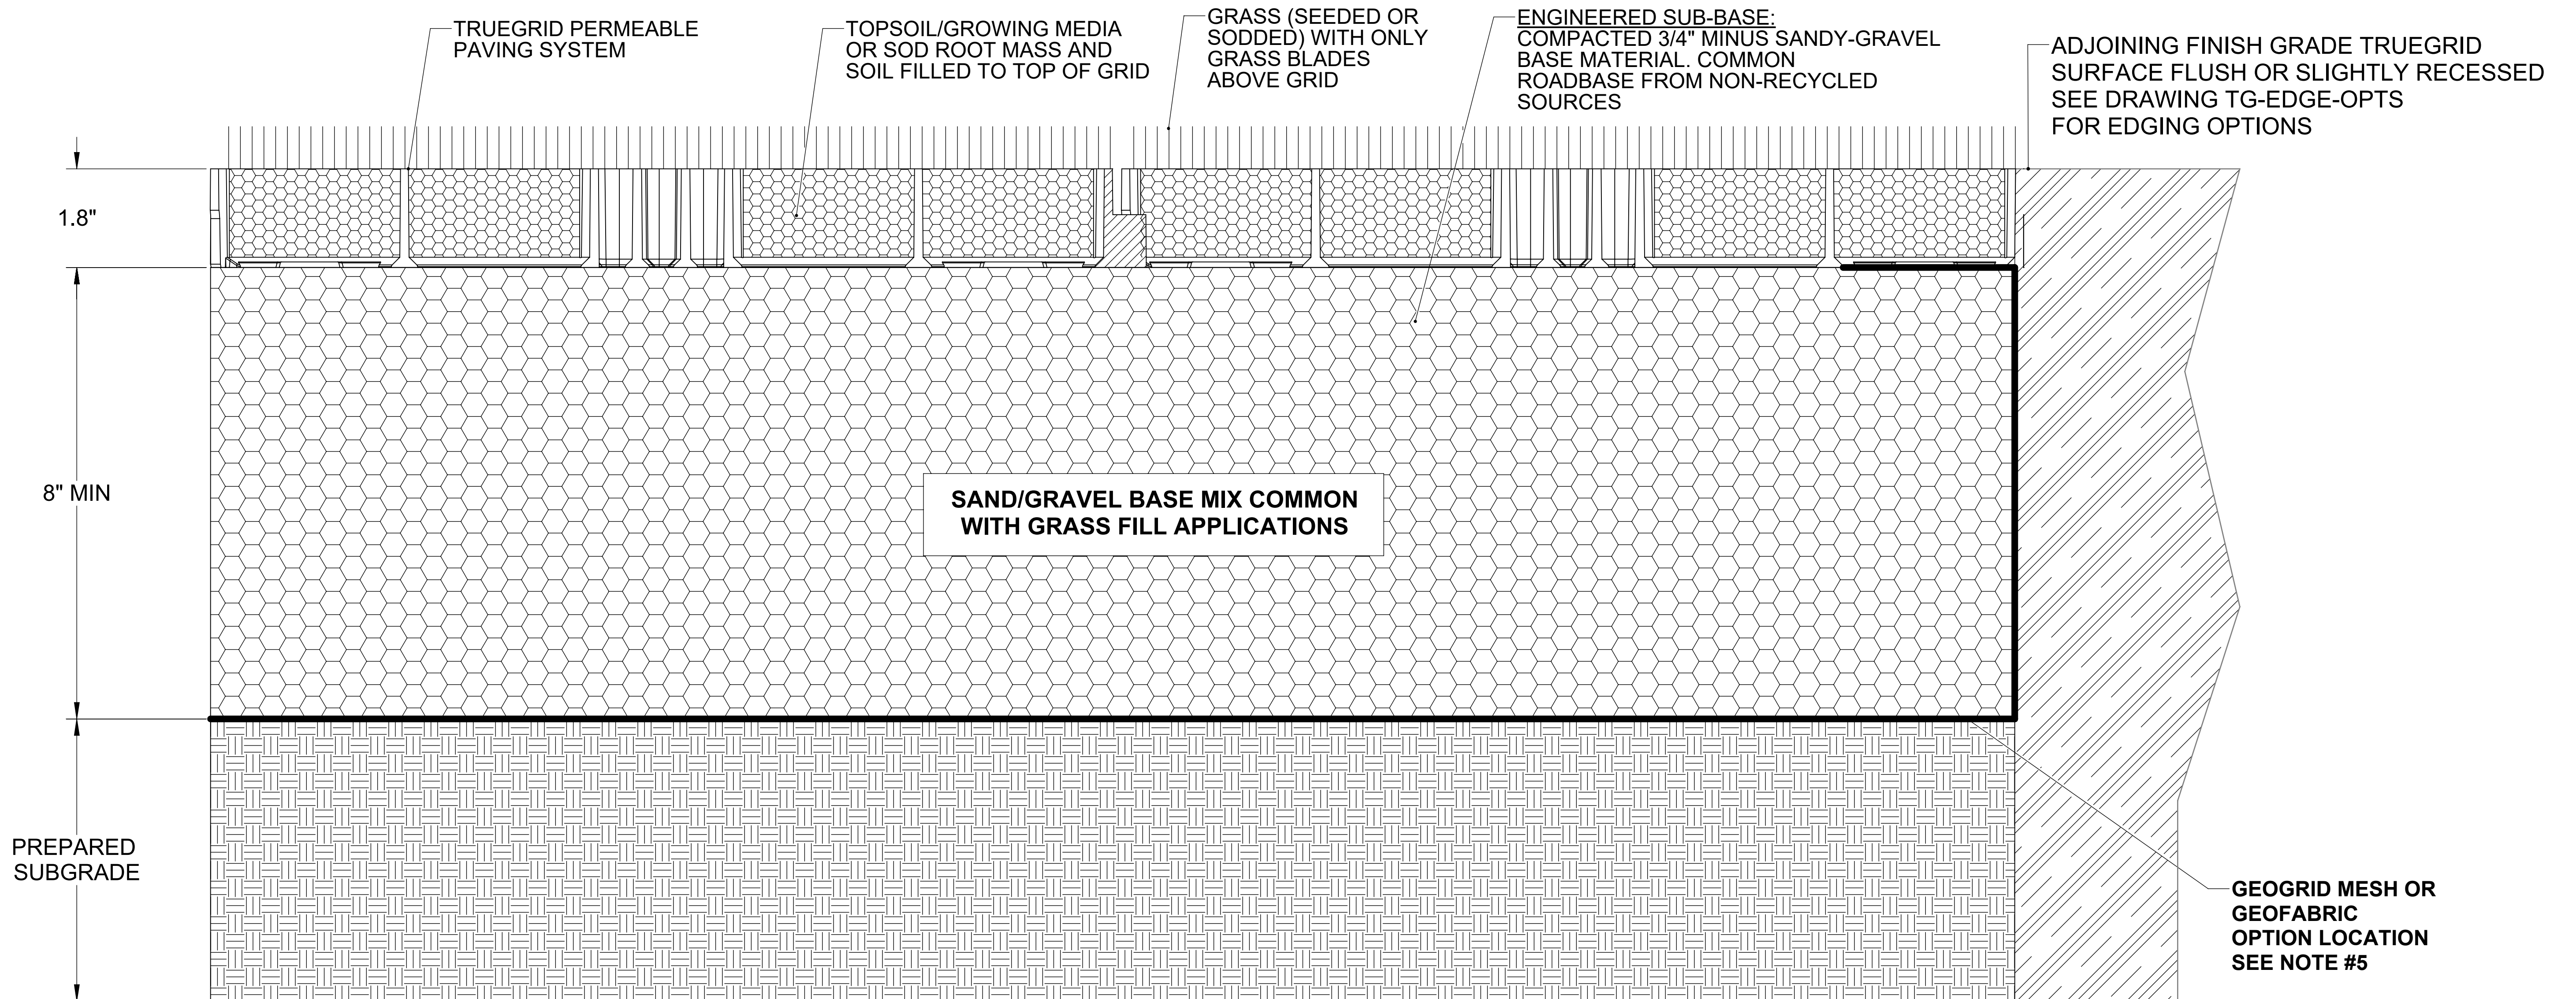 TRUEGRID PERMEABLE
PAVING SYSTEM
TOPSOIL/GROWING MEDIA
OR SOD ROOT MASS AND
SOIL FILLED TO TOP OF GRID
GRASS (SEEDED OR
SODDED) WITH ONLY
GRASS BLADES
ABOVE GRID
ENGINEERED SUB-BASE:
COMPACTED 3/4" MINUS SANDY-GRAVEL
BASE MATERIAL. COMMON
ROADBASE FROM NON-RECYCLED
SOURCES
ADJOINING FINISH GRADE TRUEGRID
SURFACE FLUSH OR SLIGHTLY RECESSED
SEE DRAWING TG-EDGE-OPTS
FOR EDGING OPTIONS
1.8"
8" MIN
SAND/GRAVEL BASE MIX COMMON
WITH GRASS FILL APPLICATIONS
PREPARED
SUBGRADE
GEOGRID MESH OR
GEOFABRIC
OPTION LOCATION
SEE NOTE #5